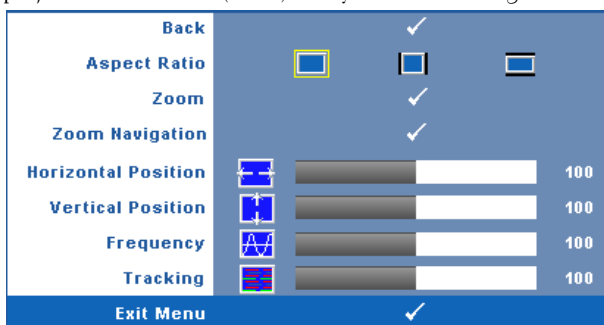 Back
Aspect Ratio
Zoom
Zoom Navigation
Horizontal Position 100
Vertical Position 100
Frequency 100
Tracking 100
Exit Menu